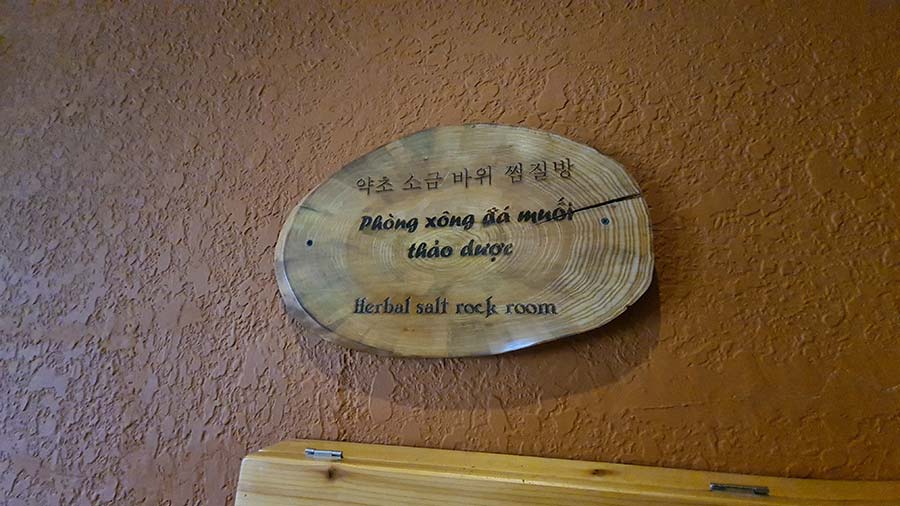 약초 소금 바위 찜질방
Phòng xông đá muối
thảo dược
Herbal salt rock room